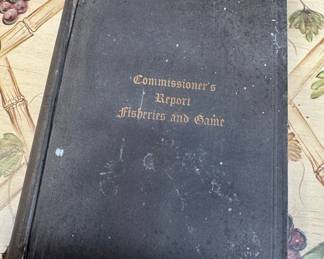 Commissioner's
Report
Fisheries and Game